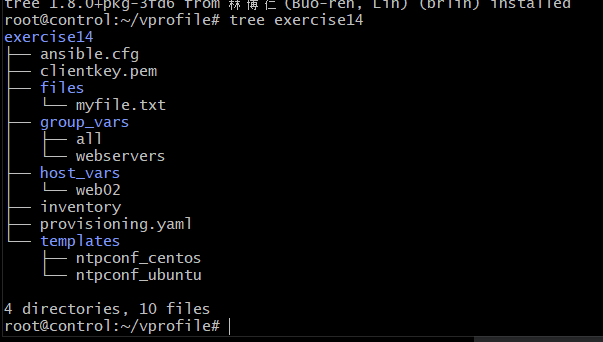 tree 1.8.0+pkg-3fd6 from 林博仁 (Buo-ren, Lin) (brlin) installed
root@control:~/vprofile# tree exercise14
exercise14
├── ansible.cfg
├── clientkey.pem
├── files
│   └── myfile.txt
├── group_vars
│   ├── all
│   └── webservers
├── host_vars
│   └── web02
├── inventory
├── provisioning.yaml
└── templates
    ├── ntpconf_centos
    └── ntpconf_ubuntu
4 directories, 10 files
root@control:~/vprofile#